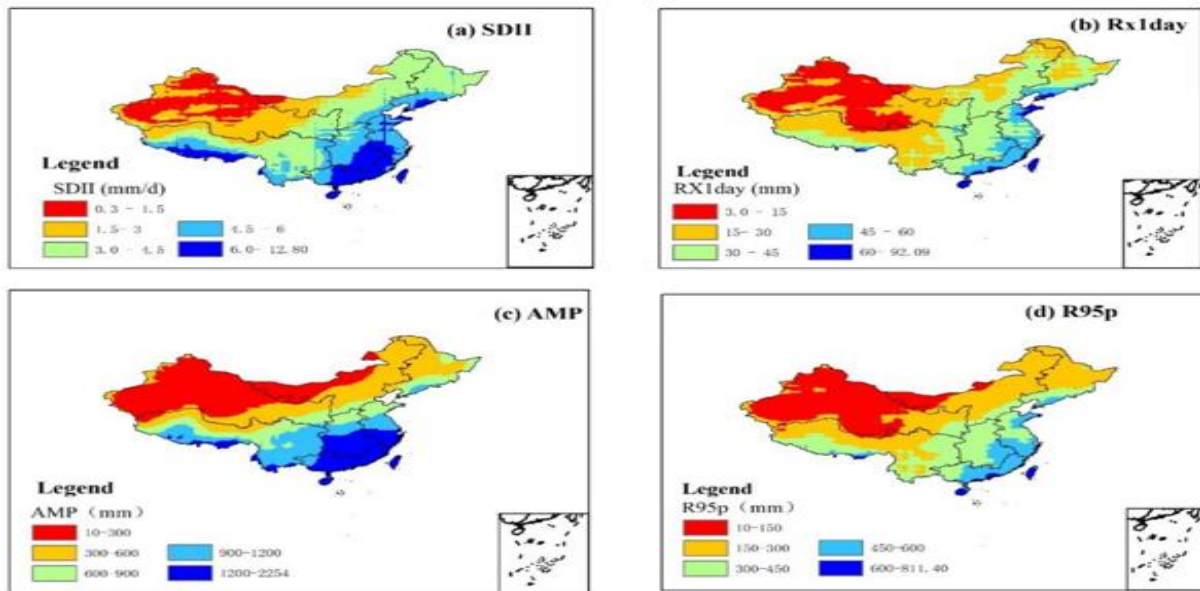 (a) SDII
Legend
SDII (mm/d)
0.3 - 1.5
1.5 - 3
3.0 - 4.5
4.5 - 6
6.0- 12.80
(b) Rx1day
Legend
RX1day (mm)
3.0 - 15
15- 30
30 - 45
45 - 60
60- 92.09
(c) AMP
Legend
AMP（mm）
10-300
300-600
600-900
900-1200
1200-2254
(d) R95p
Legend
R95p（mm）
10-150
150-300
300-450
450-600
600-811.40